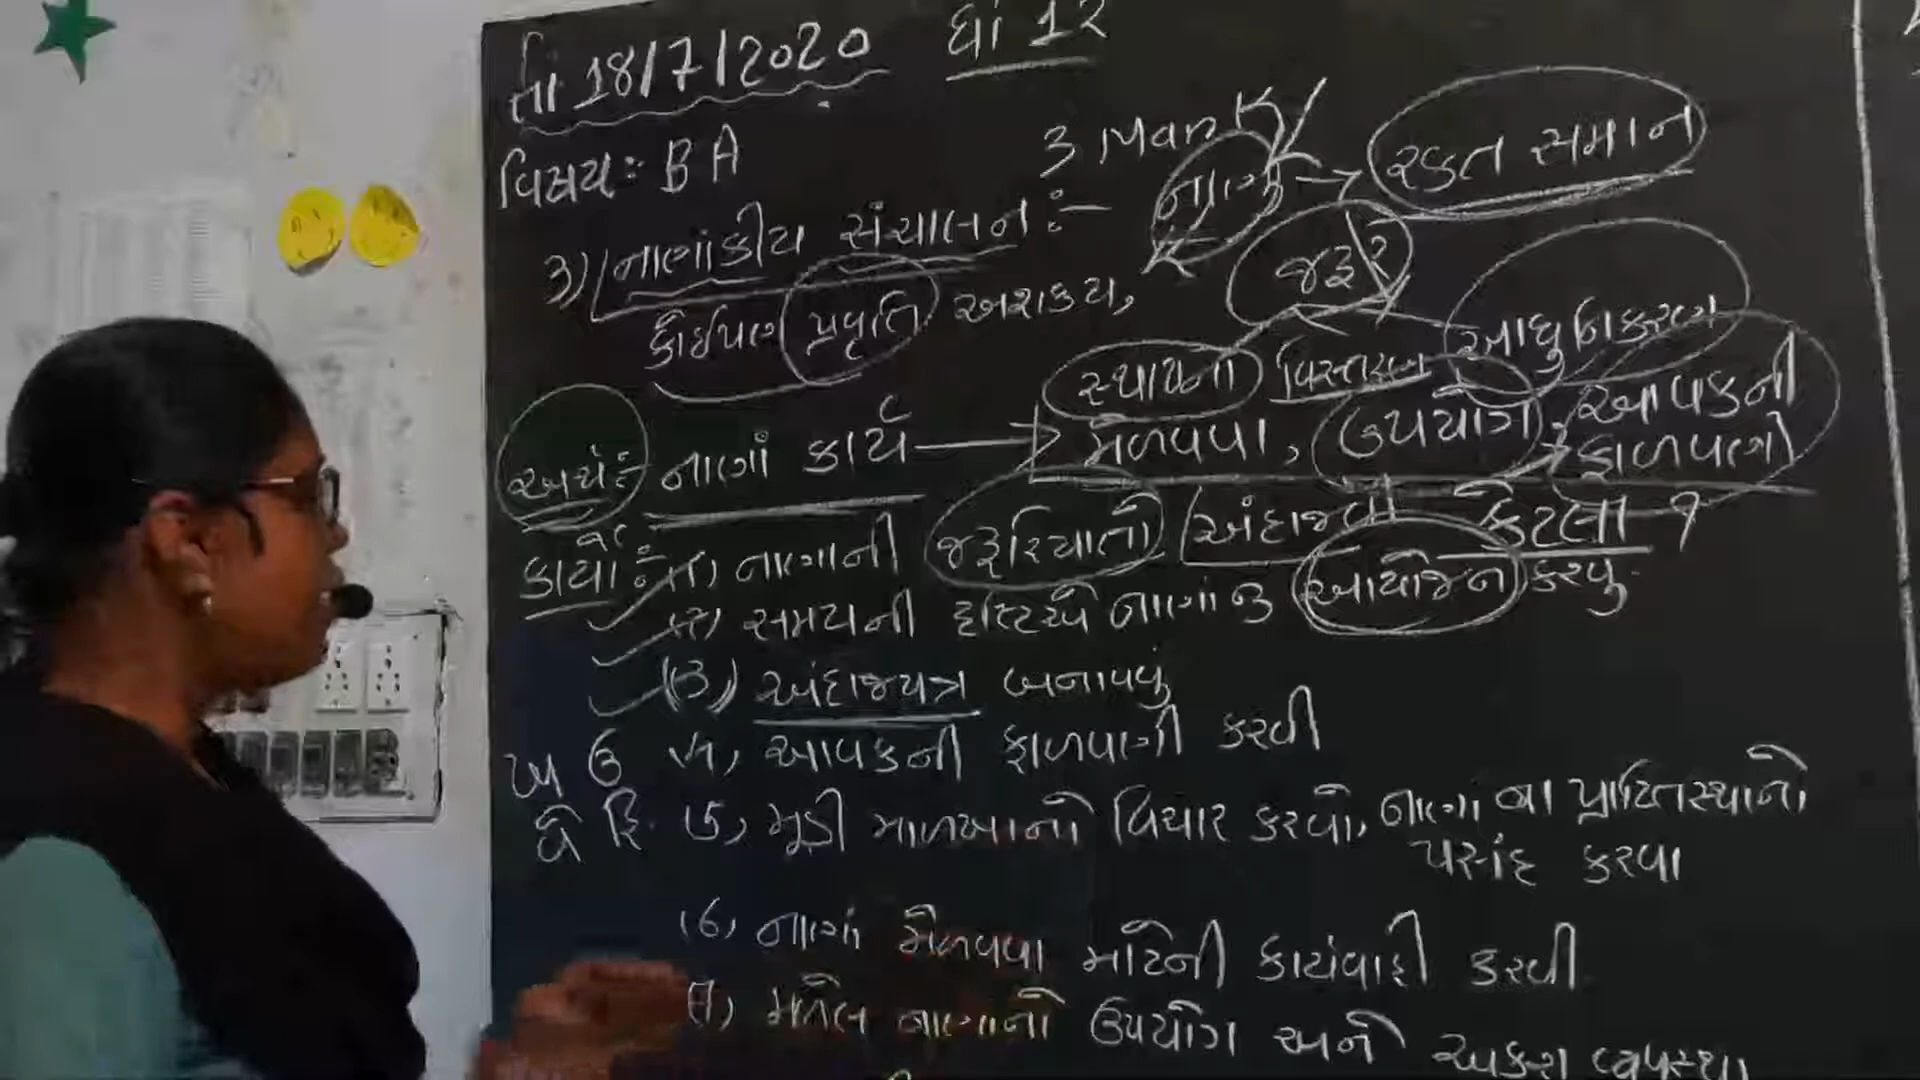 તા 18/7/2020 ધો 12
વિષય: B A
3 Mark
નાણું → રક્ત સમાન
3) નાણાંકીય સંચાલન :-
જરૂર
કોઈપણ પ્રવૃતિ અશક્ય,
સ્થાપના વિસ્તરણ આધુનિકરણ
અર્થ:- નાણાં કાર્ય → મેળવવા, ઉપયોગ, આવકની ફાળવણી
કાર્યો:- (1) નાણાની જરૂરિયાતો અંદાજવી કેટલા ?
(2) સમયની દ્રષ્ટિએ નાણાંનુ આયોજન કરવુ.
(3) અંદાજપત્ર બનાવવું
(4) આવકની ફાળવણી કરવી
(5) મૂડી માળખાનો વિચાર કરવો, નાણાંના પ્રાપ્તિસ્થાનો
પસંદ કરવા
(6) નાણાં મેળવવા માટેની કાર્યવાહી કરવી
(7) મળેલ નાણાનો ઉપયોગ અને અંકુશ વ્યવસ્થા